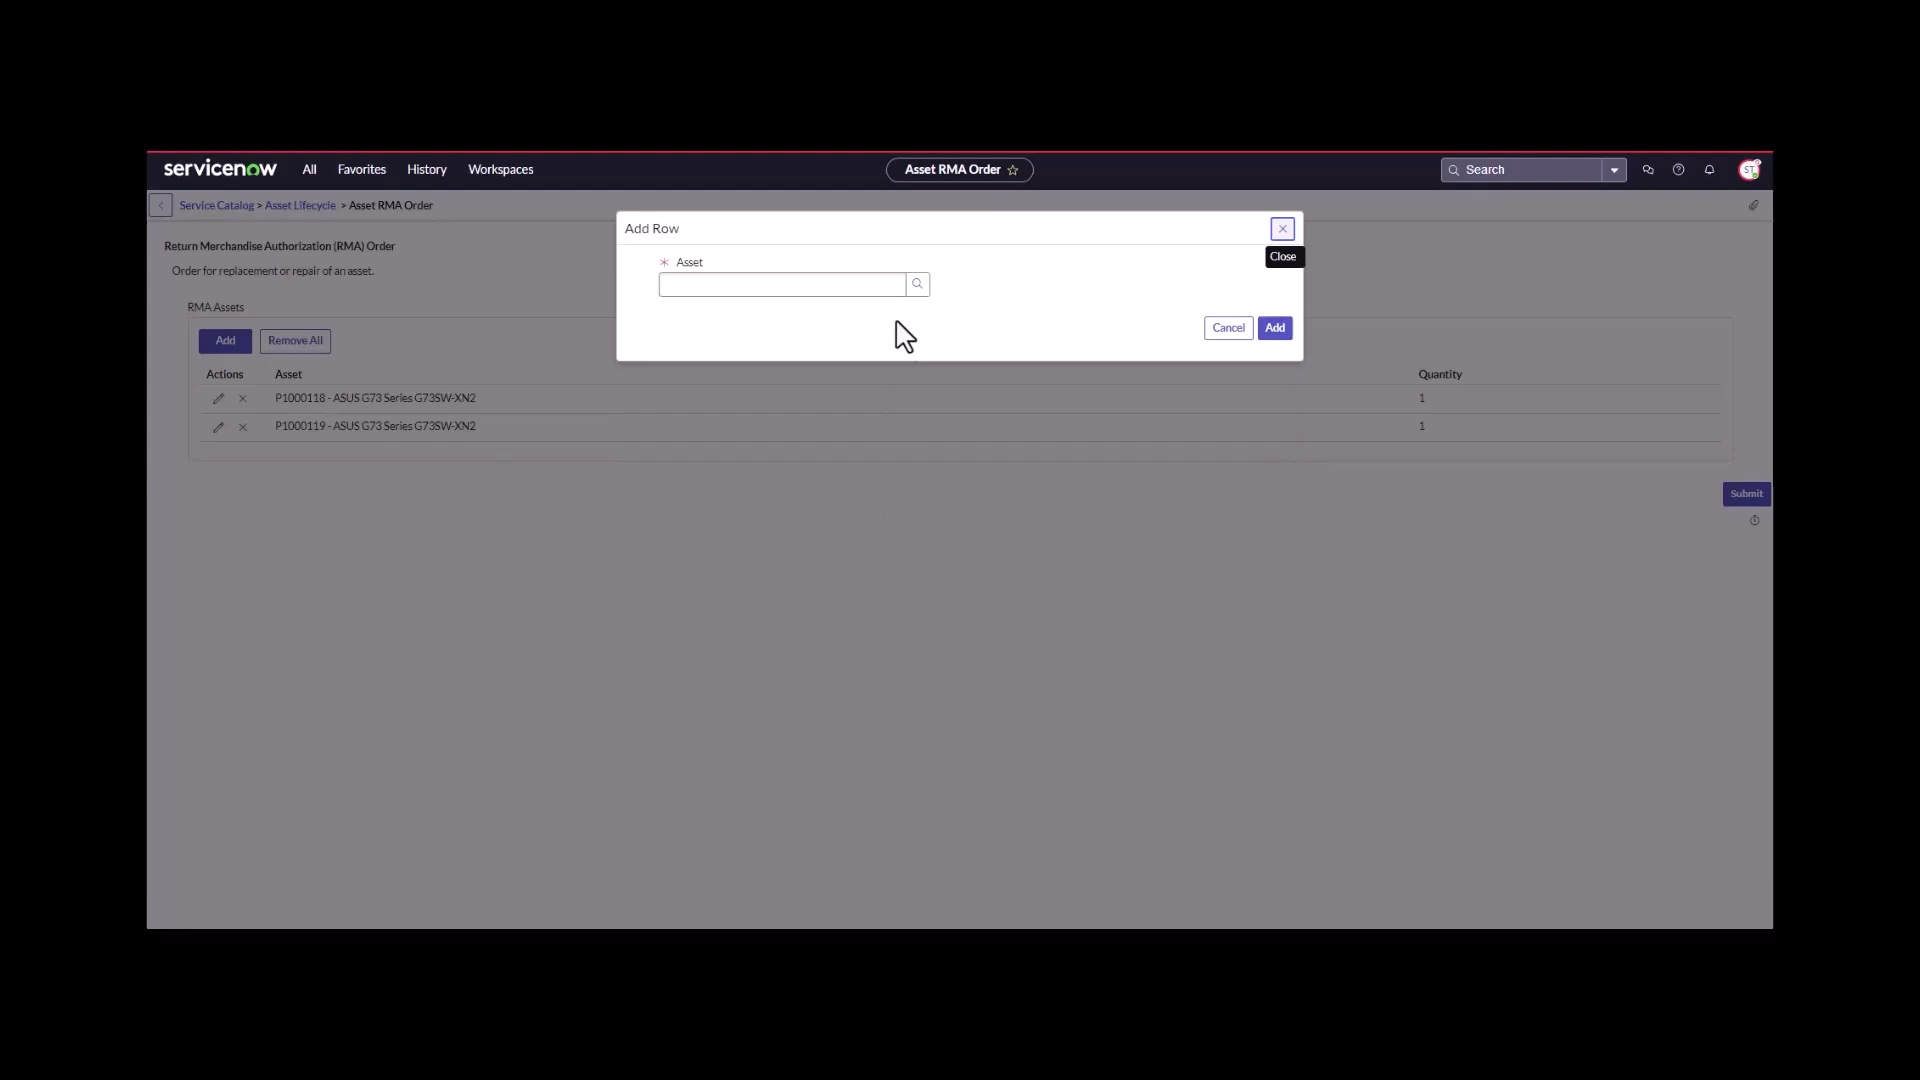 servicenow All Favorites History Workspaces Asset RMA Order Search ST
Service Catalog > Asset Lifecycle > Asset RMA Order
Add Row
Close
* Asset
Cancel Add
Return Merchandise Authorization (RMA) Order
Order for replacement or repair of an asset.
RMA Assets
Add Remove All
Actions Asset Quantity
P1000118 - ASUS G73 Series G73SW-XN2 1
P1000119 - ASUS G73 Series G73SW-XN2 1
Submit